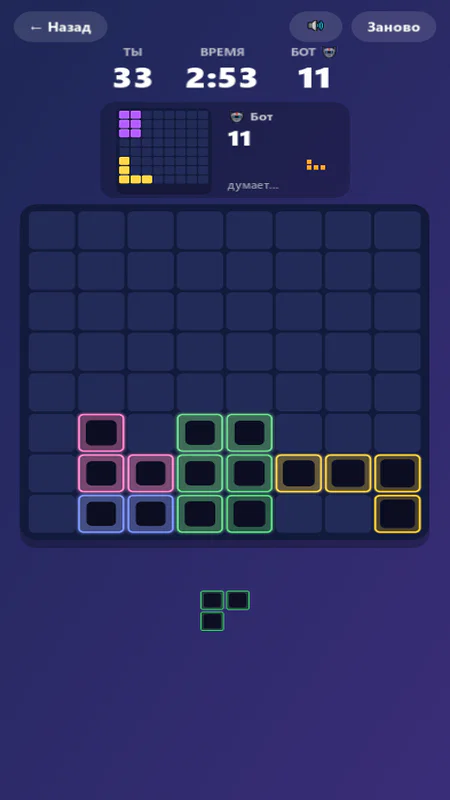 ← Назад
Заново
ТЫ
ВРЕМЯ
БОТ
33
2:53
11
Бот
11
думает...